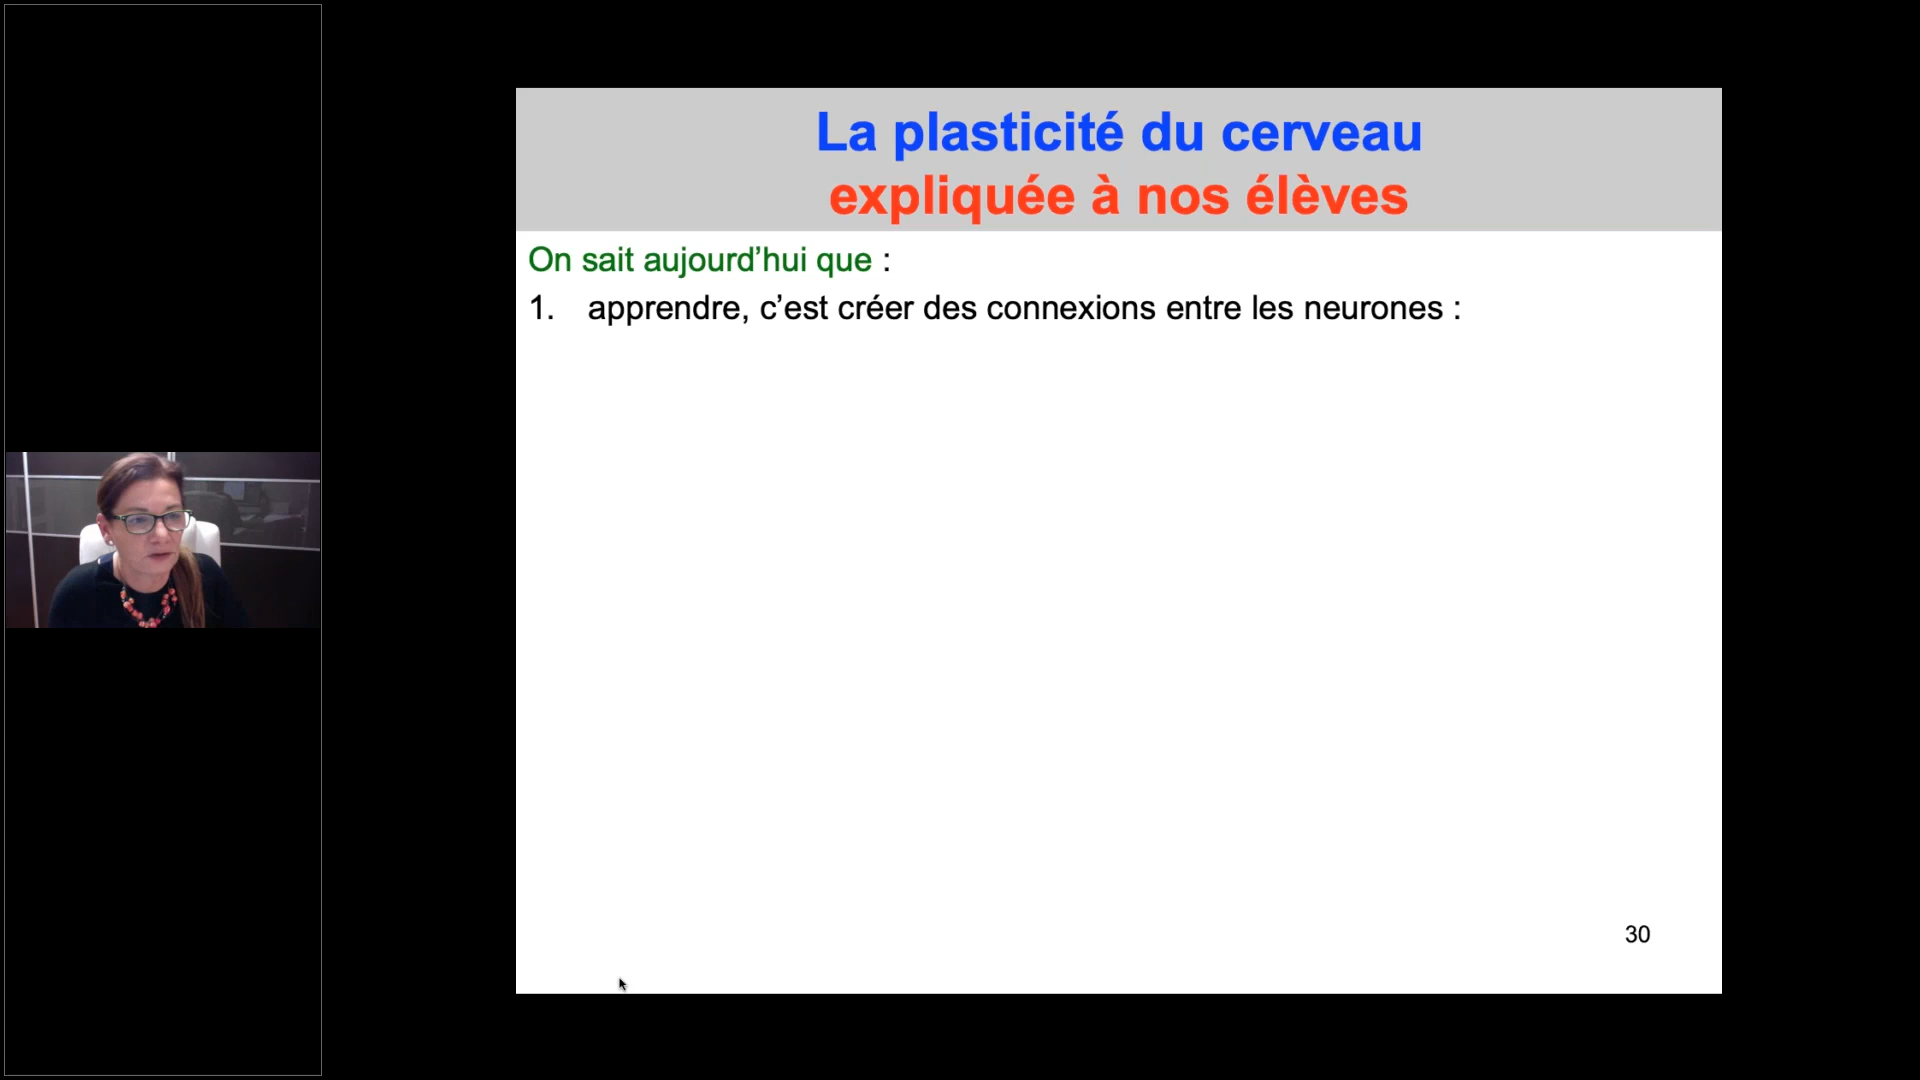 La plasticité du cerveau
expliquée à nos élèves
On sait aujourd’hui que :
1. apprendre, c’est créer des connexions entre les neurones :
30